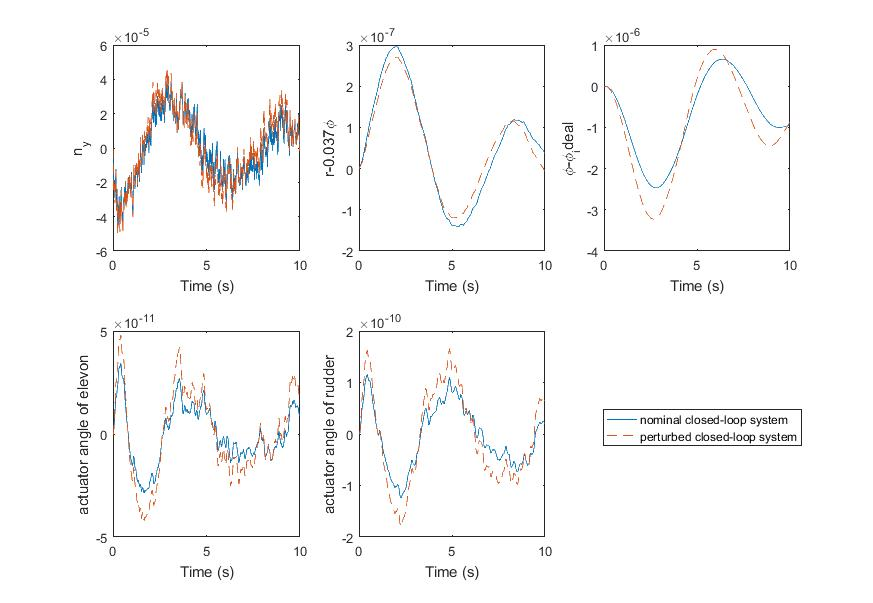 ×10-5
6
4
2
0
-2
-4
-6
n_y
0 5 10
Time (s)
×10-7
3
2
1
0
-1
-2
r-0.037ϕ
0 5 10
Time (s)
×10-6
1
0
-1
-2
-3
-4
ϕ-ϕ_ideal
0 5 10
Time (s)
×10-11
5
0
-5
actuator angle of elevon
0 5 10
Time (s)
×10-10
2
1
0
-1
-2
actuator angle of rudder
0 5 10
Time (s)
nominal closed-loop system
perturbed closed-loop system